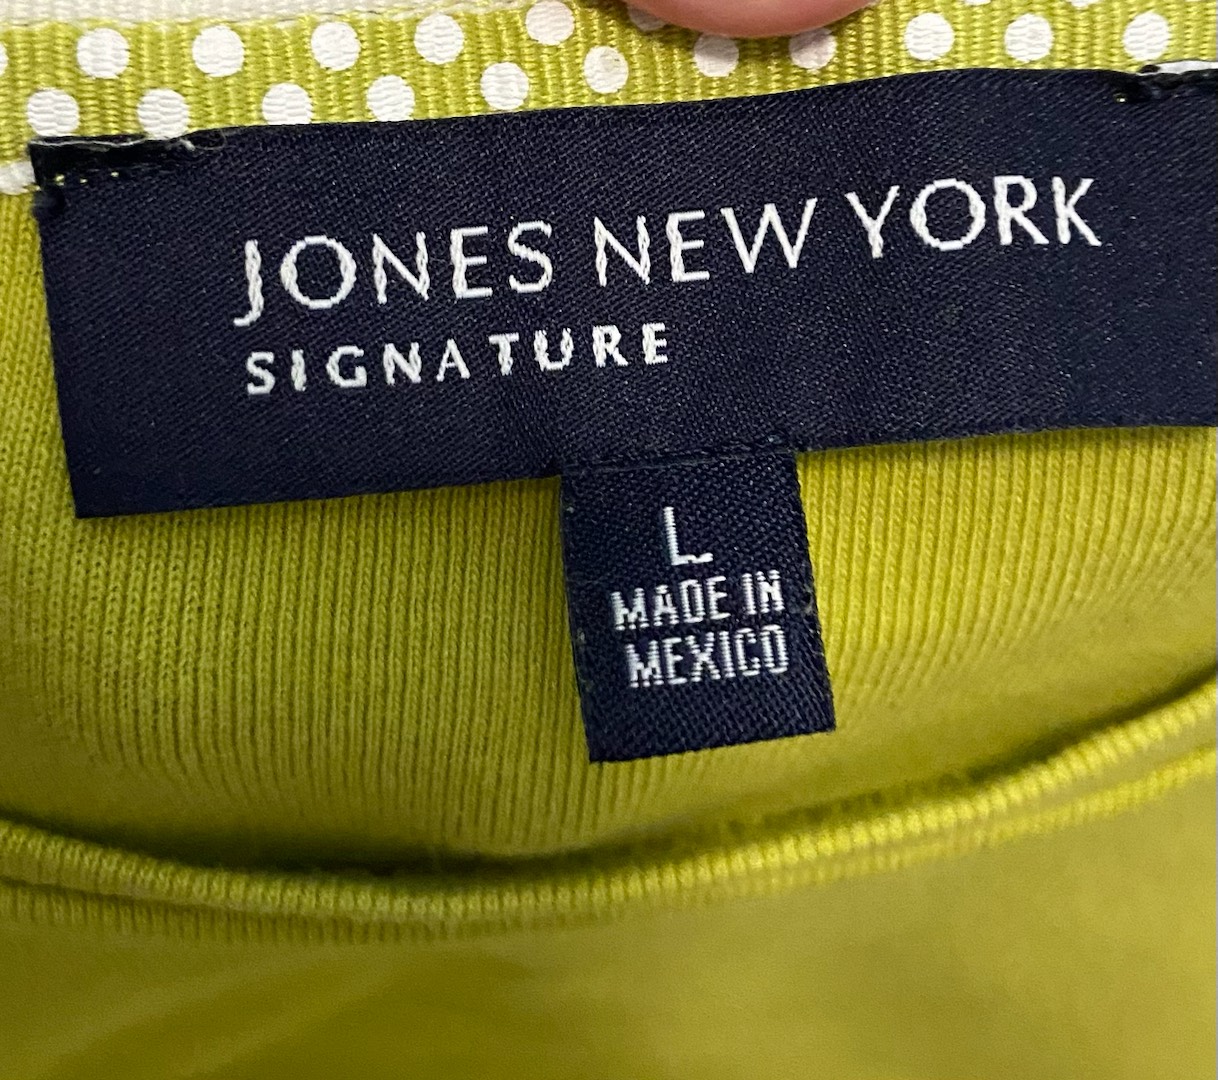 JONES NEW YORK
SIGNATURE
L
MADE IN
MEXICO